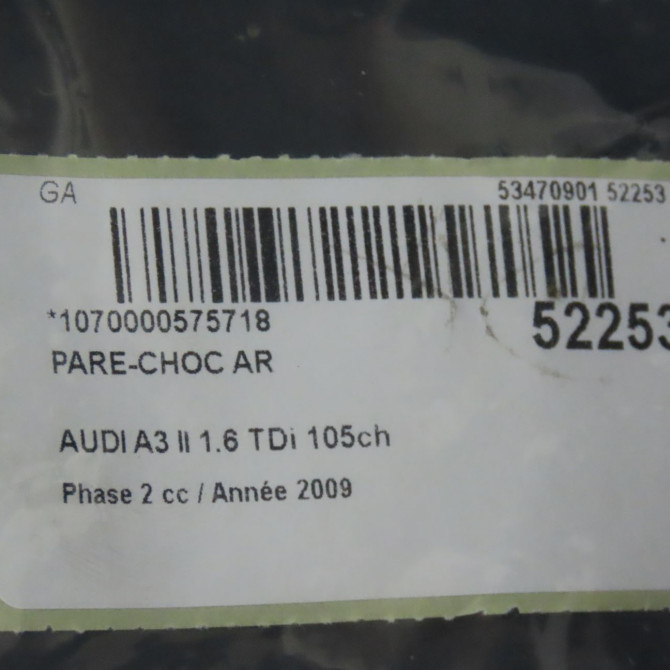 GA
53470901 52253
*1070000575718
52253
PARE-CHOC AR
AUDI A3 II 1.6 TDi 105ch
Phase 2 cc / Année 2009